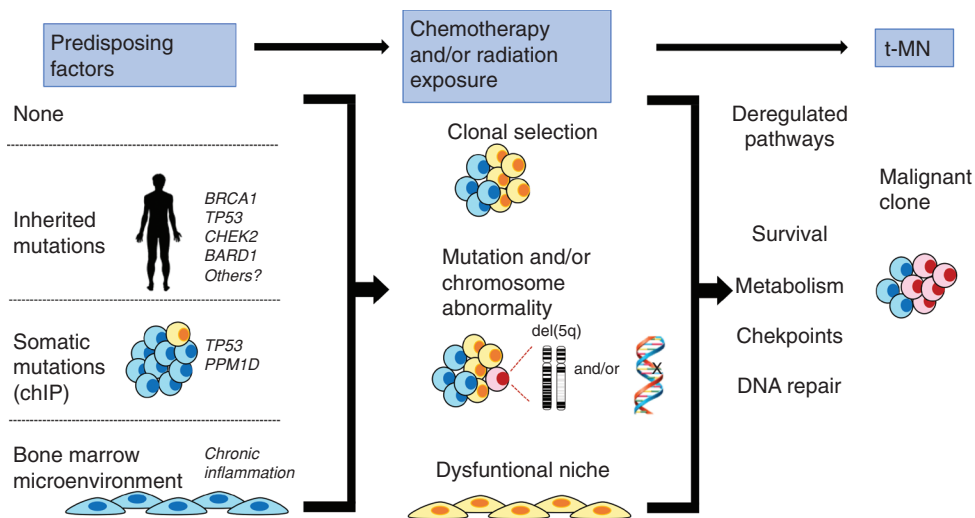 Predisposing
factors
Chemotherapy
and/or radiation
exposure
t-MN
None
Inherited
mutations
BRCA1
TP53
CHEK2
BARD1
Others?
Somatic
mutations
(chIP)
TP53
PPM1D
Bone marrow
microenvironment
Chronic
inflammation
Clonal selection
Mutation and/or
chromosome
abnormality
del(5q)
and/or
X
Dysfuntional niche
Deregulated
pathways
Survival
Metabolism
Chekpoints
DNA repair
Malignant
clone